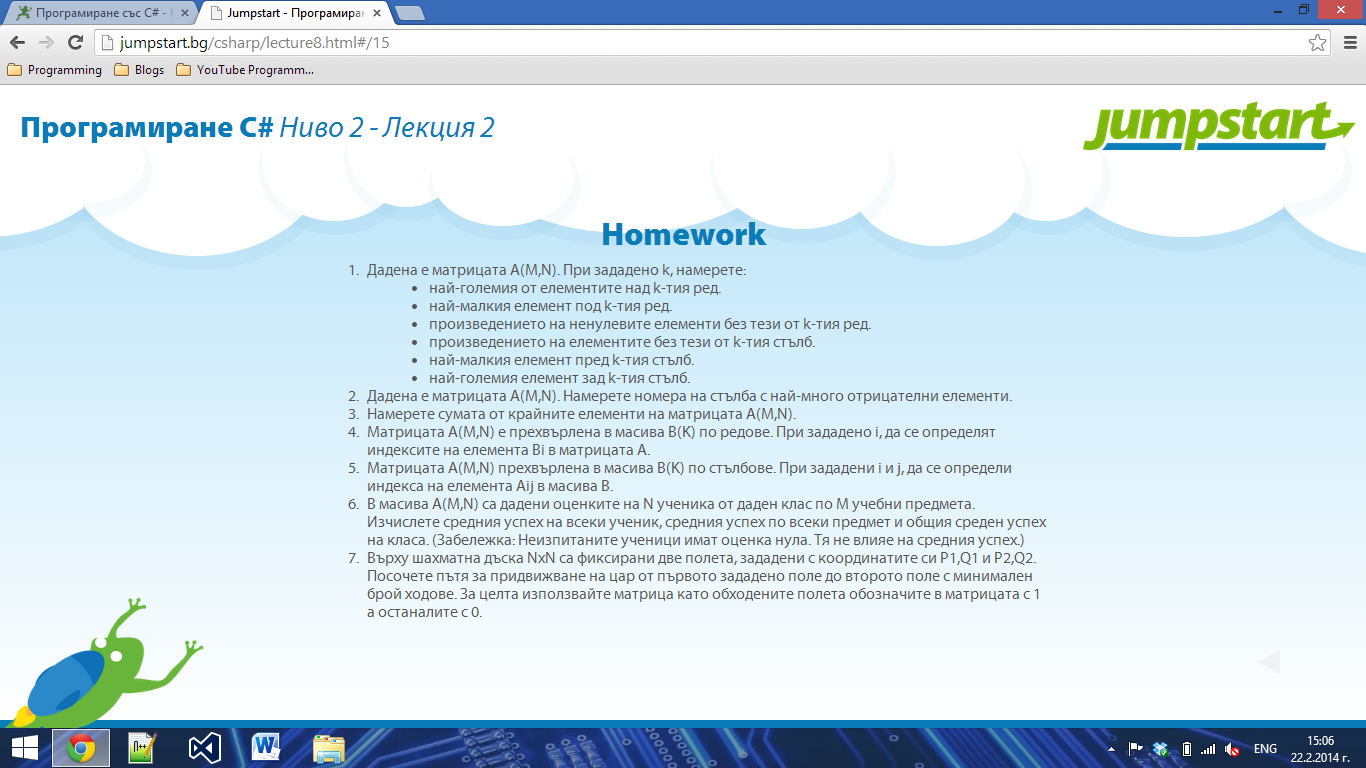 Програмиране със C# -
Jumpstart - Програмиран
jumpstart.bg/csharp/lecture8.html#/15
Programming
Blogs
YouTube Programm...
Програмиране C# Ниво 2 - Лекция 2
jumpstart
Homework
1. Дадена е матрицата A(M,N). При зададено k, намерете:
• най-големия от елементите над k-тия ред.
• най-малкия елемент под k-тия ред.
• произведението на ненулевите елементи без тези от k-тия ред.
• произведението на елементите без тези от k-тия стълб.
• най-малкия елемент пред k-тия стълб.
• най-големия елемент зад k-тия стълб.
2. Дадена е матрицата A(M,N). Намерете номера на стълба с най-много отрицателни елементи.
3. Намерете сумата от крайните елементи на матрицата A(M,N).
4. Матрицата A(M,N) е прехвърлена в масива B(K) по редове. При зададено i, да се определят
индексите на елемента Bi в матрицата A.
5. Матрицата A(M,N) прехвърлена в масива B(K) по стълбове. При зададени i и j, да се определи
индекса на елемента Aij в масива B.
6. В масива A(M,N) са дадени оценките на N ученика от даден клас по M учебни предмета.
Изчислете средния успех на всеки ученик, средния успех по всеки предмет и общия среден успех
на класа. (Забележка: Неизпитаните ученици имат оценка нула. Тя не влияе на средния успех.)
7. Върху шахматна дъска NxN са фиксирани две полета, зададени с координатите си P1,Q1 и P2,Q2.
Посочете пътя за придвижване на цар от първото зададено поле до второто поле с минимален
брой ходове. За целта използвайте матрица като обходените полета обозначите в матрицата с 1
а останалите с 0.
ENG
15:06
22.2.2014 г.